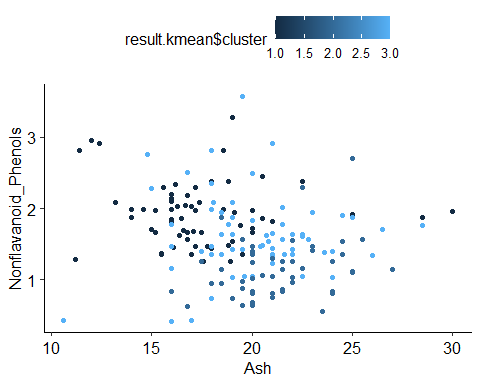 result.kmean$cluster
1.0 1.5 2.0 2.5 3.0
Nonflavanoid_Phenols
3
2
1
10 15 20 25 30
Ash